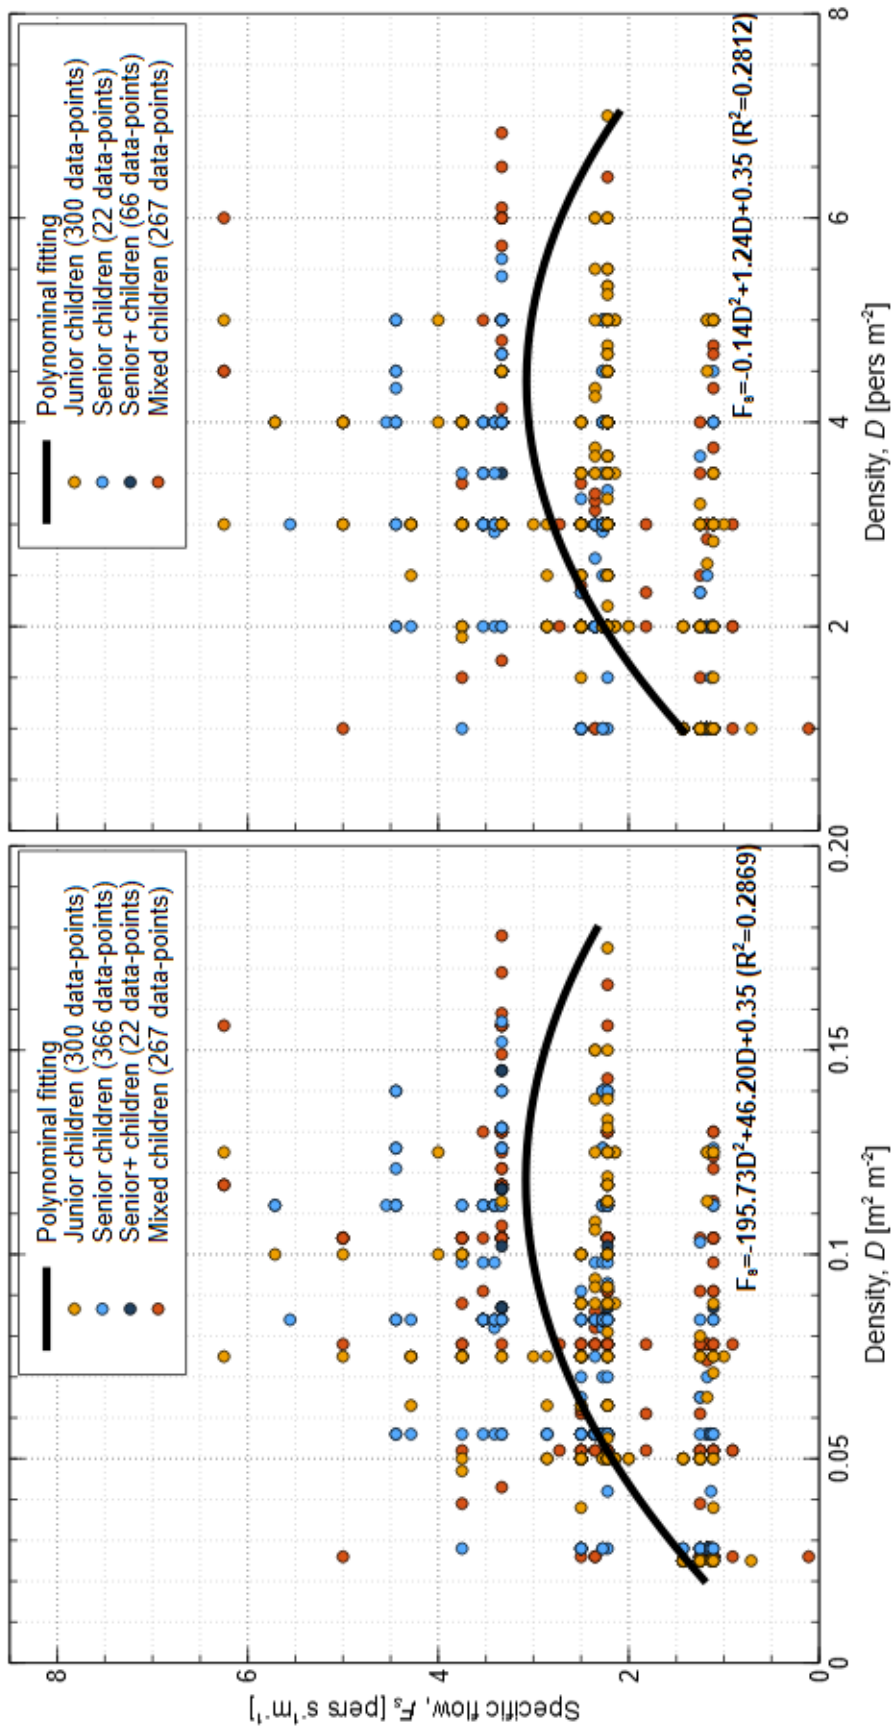 Polynominal fitting
Junior children (300 data-points)
Senior children (366 data-points)
Senior+ children (22 data-points)
Mixed children (267 data-points)
8
6
4
2
0
Specific flow, Fₛ [pers s⁻¹m⁻¹]
Fₛ=-195.73D²+46.20D+0.35 (R²=0.2869)
0
0.05
0.1
0.15
0.20
Density, D [m² m⁻²]
Polynominal fitting
Junior children (300 data-points)
Senior children (22 data-points)
Senior+ children (66 data-points)
Mixed children (267 data-points)
Fₛ=-0.14D²+1.24D+0.35 (R²=0.2812)
2
4
6
8
Density, D [pers m⁻²]